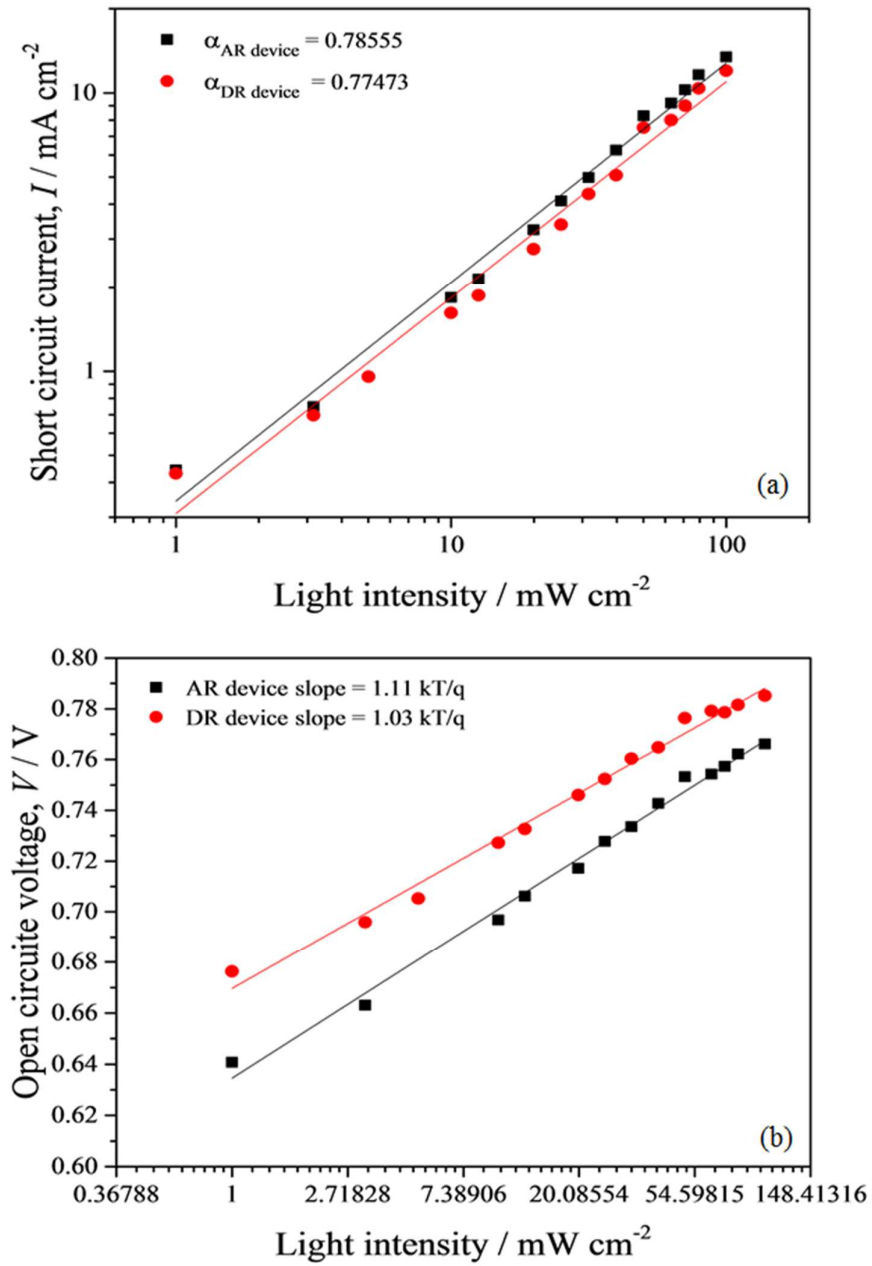 α AR device = 0.78555
α DR device = 0.77473
Short circuit current, I / mA cm-2
10
1
(a)
1 10 100
Light intensity / mW cm-2
AR device slope = 1.11 kT/q
DR device slope = 1.03 kT/q
Open circuite voltage, V / V
0.80
0.78
0.76
0.74
0.72
0.70
0.68
0.66
0.64
0.62
0.60
(b)
0.36788 1 2.71828 7.38906 20.08554 54.59815 148.41316
Light intensity / mW cm-2